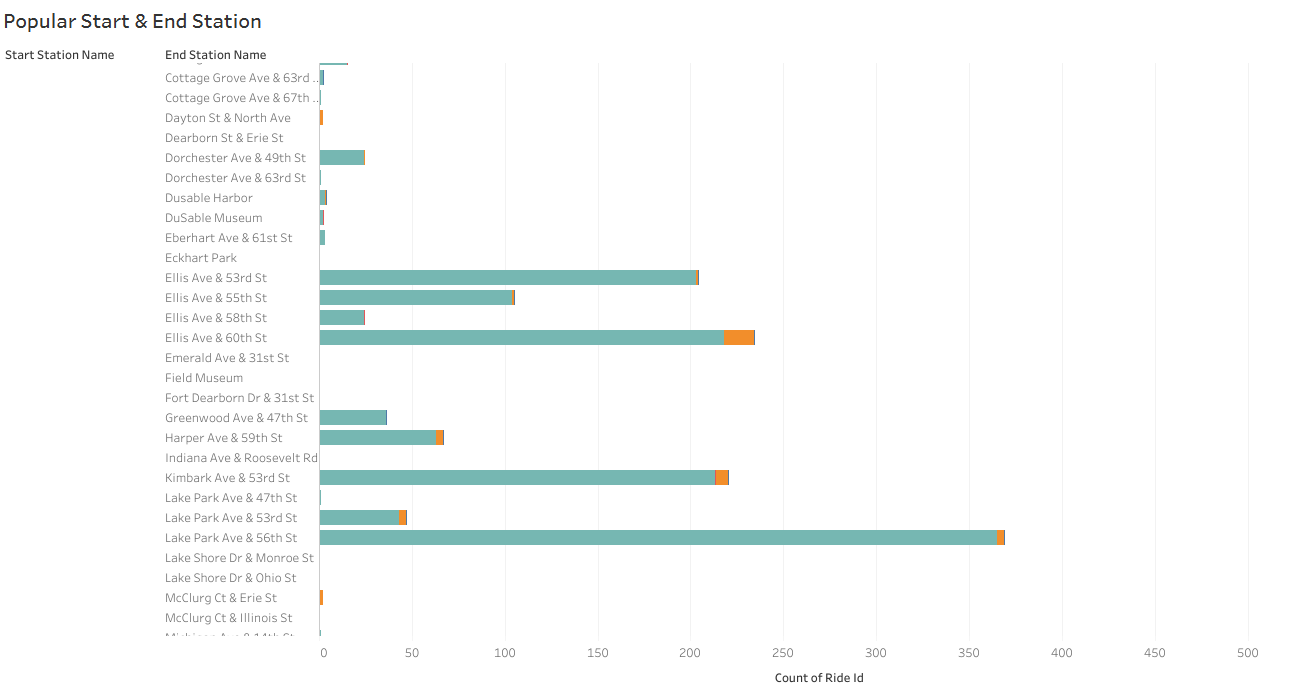 Popular Start & End Station
Start Station Name End Station Name
Cottage Grove Ave & 63rd ..
Cottage Grove Ave & 67th ..
Dayton St & North Ave
Dearborn St & Erie St
Dorchester Ave & 49th St
Dorchester Ave & 63rd St
Dusable Harbor
DuSable Museum
Eberhart Ave & 61st St
Eckhart Park
Ellis Ave & 53rd St
Ellis Ave & 55th St
Ellis Ave & 58th St
Ellis Ave & 60th St
Emerald Ave & 31st St
Field Museum
Fort Dearborn Dr & 31st St
Greenwood Ave & 47th St
Harper Ave & 59th St
Indiana Ave & Roosevelt Rd
Kimbark Ave & 53rd St
Lake Park Ave & 47th St
Lake Park Ave & 53rd St
Lake Park Ave & 56th St
Lake Shore Dr & Monroe St
Lake Shore Dr & Ohio St
McClurg Ct & Erie St
McClurg Ct & Illinois St
Michigan Ave & 14th St
0 50 100 150 200 250 300 350 400 450 500
Count of Ride Id